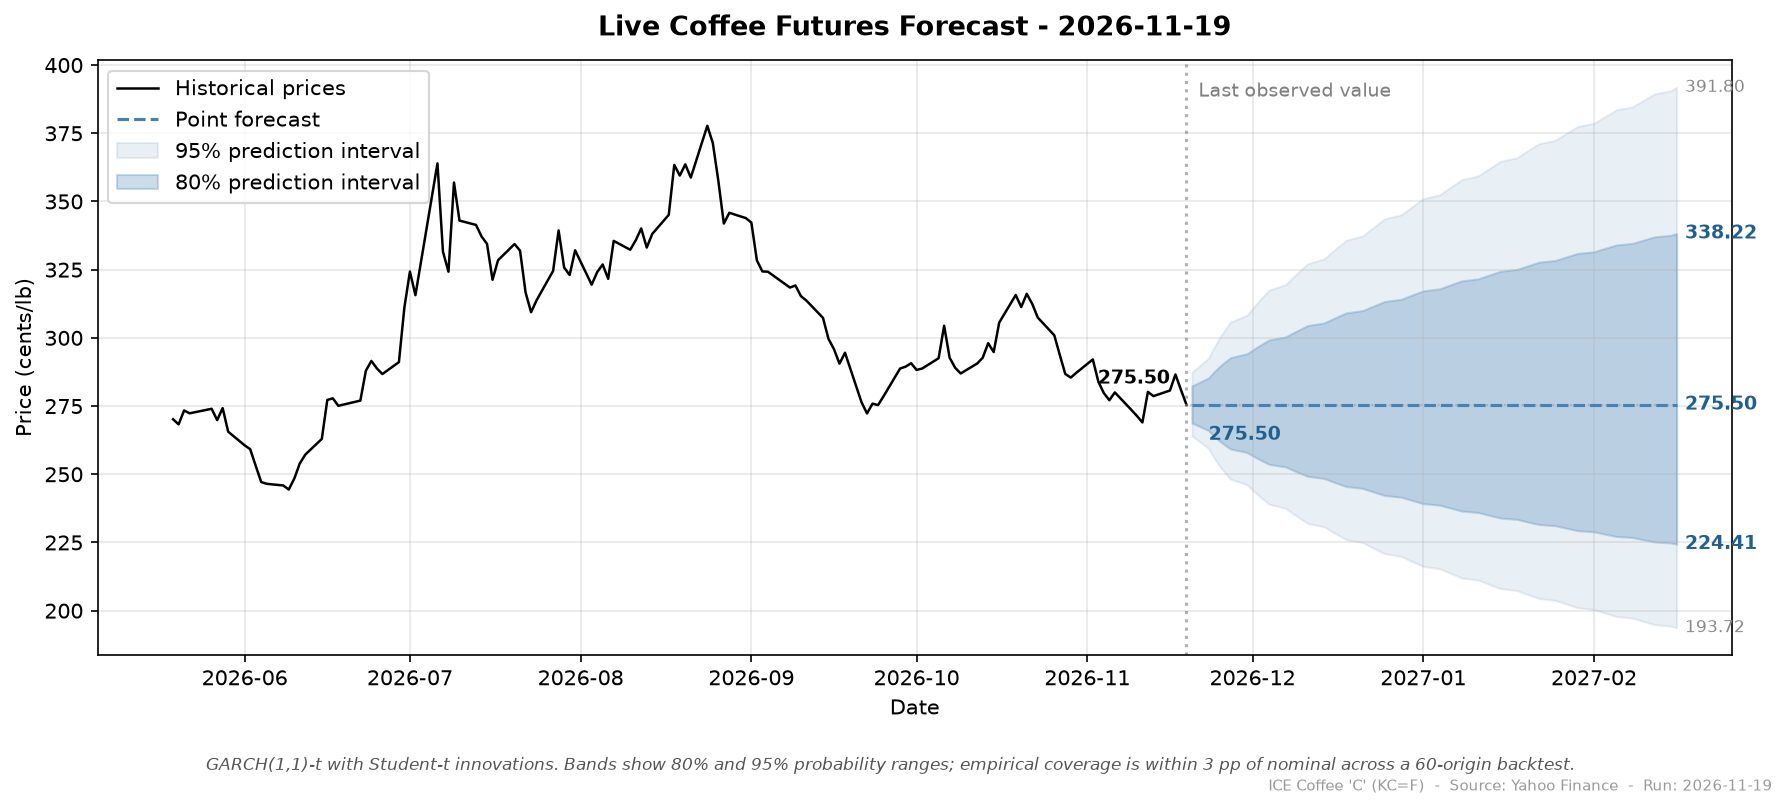 Live Coffee Futures Forecast - 2026-11-19
Historical prices
Point forecast
95% prediction interval
80% prediction interval
Last observed value
391.80
338.22
275.50
275.50
275.50
224.41
193.72
400
375
350
325
300
275
250
225
200
Price (cents/lb)
2026-06
2026-07
2026-08
2026-09
2026-10
2026-11
2026-12
2027-01
2027-02
Date
GARCH(1,1)-t with Student-t innovations. Bands show 80% and 95% probability ranges; empirical coverage is within 3 pp of nominal across a 60-origin backtest.
ICE Coffee 'C' (KC=F)  -  Source: Yahoo Finance  -  Run: 2026-11-19